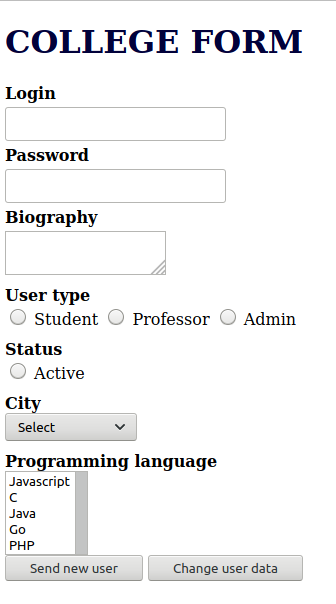 COLLEGE FORM
Login
Password
Biography
User type
Student Professor Admin
Status
Active
City
Select
Programming language
Javascript
C
Java
Go
PHP
Send new user Change user data